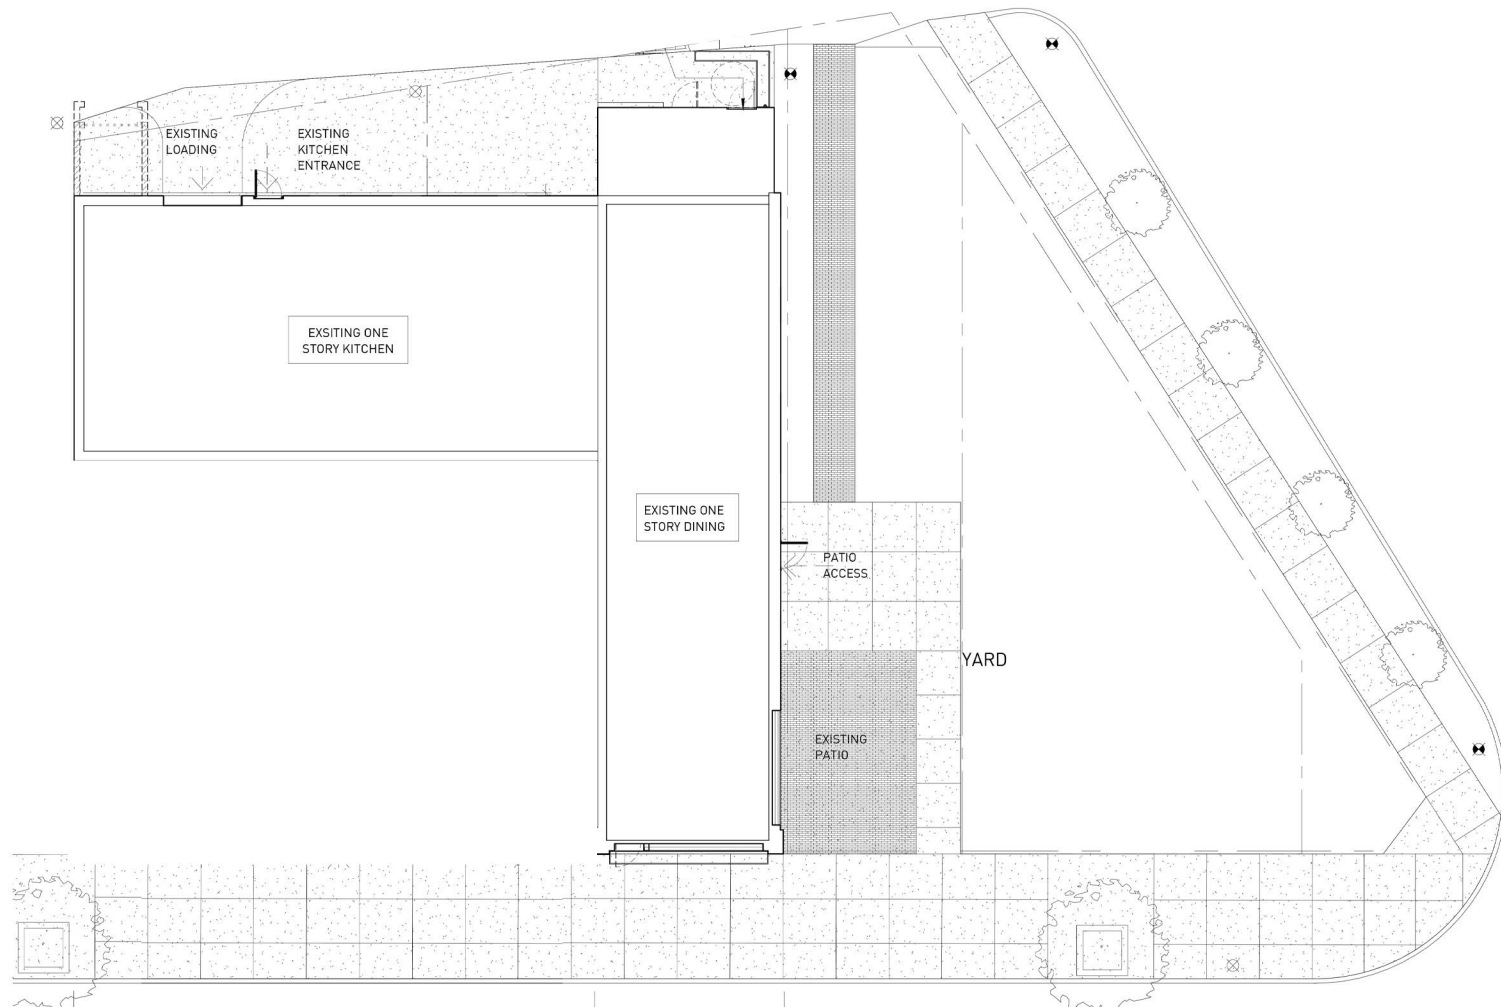 EXISTING
LOADING
EXISTING
KITCHEN
ENTRANCE
EXSITING ONE
STORY KITCHEN
EXISTING ONE
STORY DINING
PATIO
ACCESS
YARD
EXISTING
PATIO